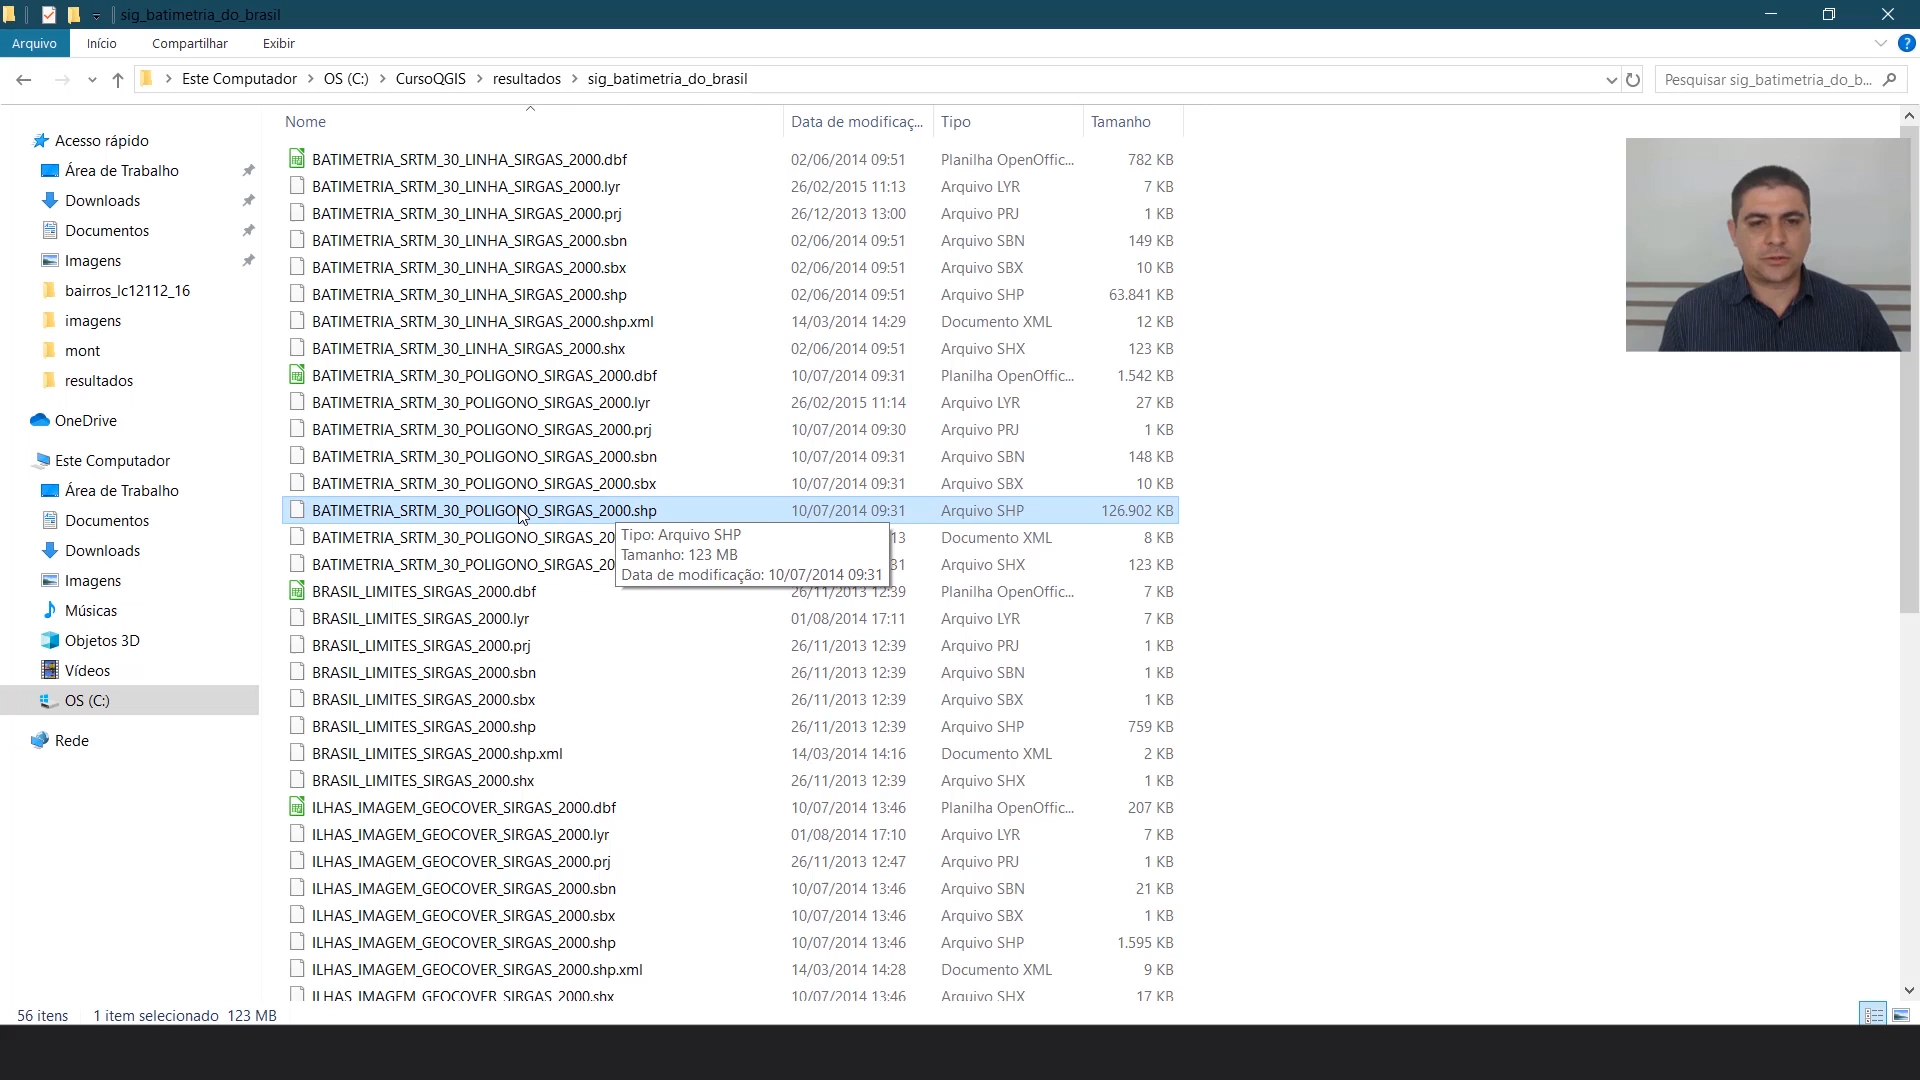 sig_batimetria_do_brasil
Arquivo Início Compartilhar Exibir
Este Computador OS (C:) CursoQGIS resultados sig_batimetria_do_brasil Pesquisar sig_batimetria_do_b...
Nome Data de modificaç... Tipo Tamanho
Acesso rápido
Área de Trabalho
Downloads
Documentos
Imagens
bairros_lc12112_16
imagens
mont
resultados
OneDrive
Este Computador
Área de Trabalho
Documentos
Downloads
Imagens
Músicas
Objetos 3D
Vídeos
OS (C:)
Rede
BATIMETRIA_SRTM_30_LINHA_SIRGAS_2000.dbf 02/06/2014 09:51 Planilha OpenOffic... 782 KB
BATIMETRIA_SRTM_30_LINHA_SIRGAS_2000.lyr 26/02/2015 11:13 Arquivo LYR 7 KB
BATIMETRIA_SRTM_30_LINHA_SIRGAS_2000.prj 26/12/2013 13:00 Arquivo PRJ 1 KB
BATIMETRIA_SRTM_30_LINHA_SIRGAS_2000.sbn 02/06/2014 09:51 Arquivo SBN 149 KB
BATIMETRIA_SRTM_30_LINHA_SIRGAS_2000.sbx 02/06/2014 09:51 Arquivo SBX 10 KB
BATIMETRIA_SRTM_30_LINHA_SIRGAS_2000.shp 02/06/2014 09:51 Arquivo SHP 63.841 KB
BATIMETRIA_SRTM_30_LINHA_SIRGAS_2000.shp.xml 14/03/2014 14:29 Documento XML 12 KB
BATIMETRIA_SRTM_30_LINHA_SIRGAS_2000.shx 02/06/2014 09:51 Arquivo SHX 123 KB
BATIMETRIA_SRTM_30_POLIGONO_SIRGAS_2000.dbf 10/07/2014 09:31 Planilha OpenOffic... 1.542 KB
BATIMETRIA_SRTM_30_POLIGONO_SIRGAS_2000.lyr 26/02/2015 11:14 Arquivo LYR 27 KB
BATIMETRIA_SRTM_30_POLIGONO_SIRGAS_2000.prj 10/07/2014 09:30 Arquivo PRJ 1 KB
BATIMETRIA_SRTM_30_POLIGONO_SIRGAS_2000.sbn 10/07/2014 09:31 Arquivo SBN 148 KB
BATIMETRIA_SRTM_30_POLIGONO_SIRGAS_2000.sbx 10/07/2014 09:31 Arquivo SBX 10 KB
BATIMETRIA_SRTM_30_POLIGONO_SIRGAS_2000.shp 10/07/2014 09:31 Arquivo SHP 126.902 KB
BATIMETRIA_SRTM_30_POLIGONO_SIRGAS_20 13 Documento XML 8 KB
BATIMETRIA_SRTM_30_POLIGONO_SIRGAS_20 31 Arquivo SHX 123 KB
Tipo: Arquivo SHP
Tamanho: 123 MB
Data de modificação: 10/07/2014 09:31
BRASIL_LIMITES_SIRGAS_2000.dbf 26/11/2013 12:39 Planilha OpenOffic... 7 KB
BRASIL_LIMITES_SIRGAS_2000.lyr 01/08/2014 17:11 Arquivo LYR 7 KB
BRASIL_LIMITES_SIRGAS_2000.prj 26/11/2013 12:39 Arquivo PRJ 1 KB
BRASIL_LIMITES_SIRGAS_2000.sbn 26/11/2013 12:39 Arquivo SBN 1 KB
BRASIL_LIMITES_SIRGAS_2000.sbx 26/11/2013 12:39 Arquivo SBX 1 KB
BRASIL_LIMITES_SIRGAS_2000.shp 26/11/2013 12:39 Arquivo SHP 759 KB
BRASIL_LIMITES_SIRGAS_2000.shp.xml 14/03/2014 14:16 Documento XML 2 KB
BRASIL_LIMITES_SIRGAS_2000.shx 26/11/2013 12:39 Arquivo SHX 1 KB
ILHAS_IMAGEM_GEOCOVER_SIRGAS_2000.dbf 10/07/2014 13:46 Planilha OpenOffic... 207 KB
ILHAS_IMAGEM_GEOCOVER_SIRGAS_2000.lyr 01/08/2014 17:10 Arquivo LYR 7 KB
ILHAS_IMAGEM_GEOCOVER_SIRGAS_2000.prj 26/11/2013 12:47 Arquivo PRJ 1 KB
ILHAS_IMAGEM_GEOCOVER_SIRGAS_2000.sbn 10/07/2014 13:46 Arquivo SBN 21 KB
ILHAS_IMAGEM_GEOCOVER_SIRGAS_2000.sbx 10/07/2014 13:46 Arquivo SBX 1 KB
ILHAS_IMAGEM_GEOCOVER_SIRGAS_2000.shp 10/07/2014 13:46 Arquivo SHP 1.595 KB
ILHAS_IMAGEM_GEOCOVER_SIRGAS_2000.shp.xml 14/03/2014 14:28 Documento XML 9 KB
ILHAS_IMAGEM_GEOCOVER_SIRGAS_2000.shx 10/07/2014 13:46 Arquivo SHX 17 KB
56 itens 1 item selecionado 123 MB